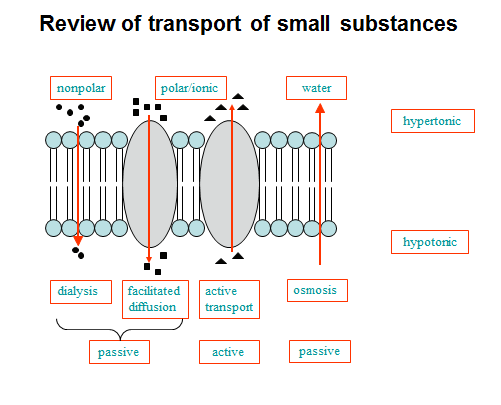 Review of transport of small substances
nonpolar
polar/ionic
water
hypertonic
hypotonic
dialysis
facilitated
diffusion
active
transport
osmosis
passive
active
passive